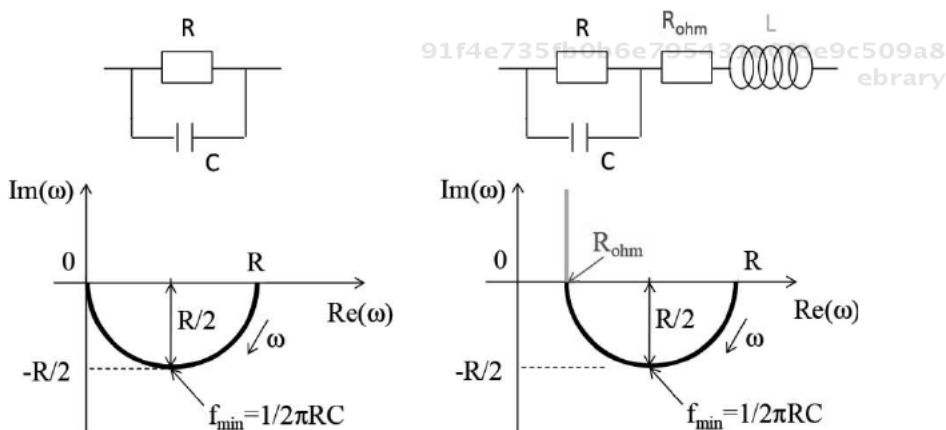 R
C
Im(ω)
0
R
Re(ω)
R/2
ω
-R/2
f_min=1/2πRC
R
R_ohm
L
C
ebrary
Im(ω)
0
R_ohm
R
Re(ω)
R/2
ω
-R/2
f_min=1/2πRC